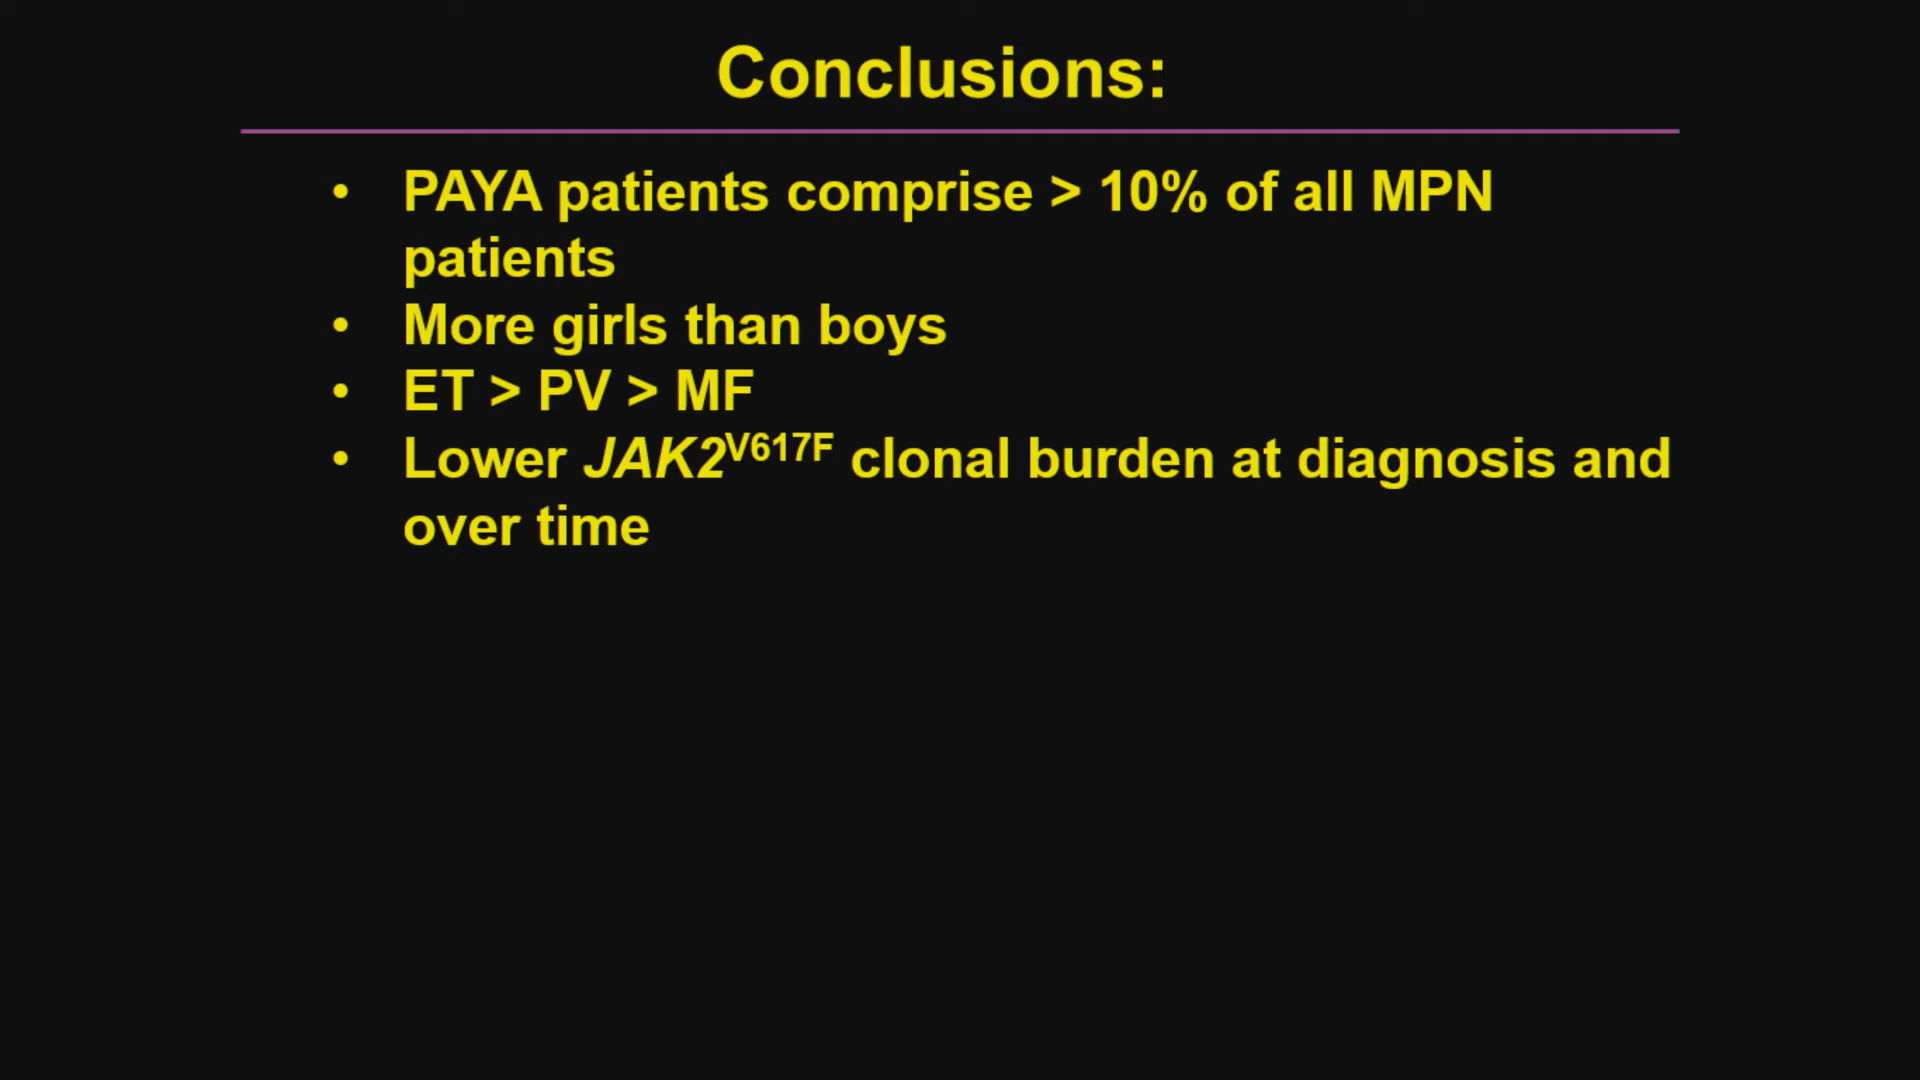 Conclusions:
• PAYA patients comprise > 10% of all MPN
patients
• More girls than boys
• ET > PV > MF
• Lower JAK2V617F clonal burden at diagnosis and
over time